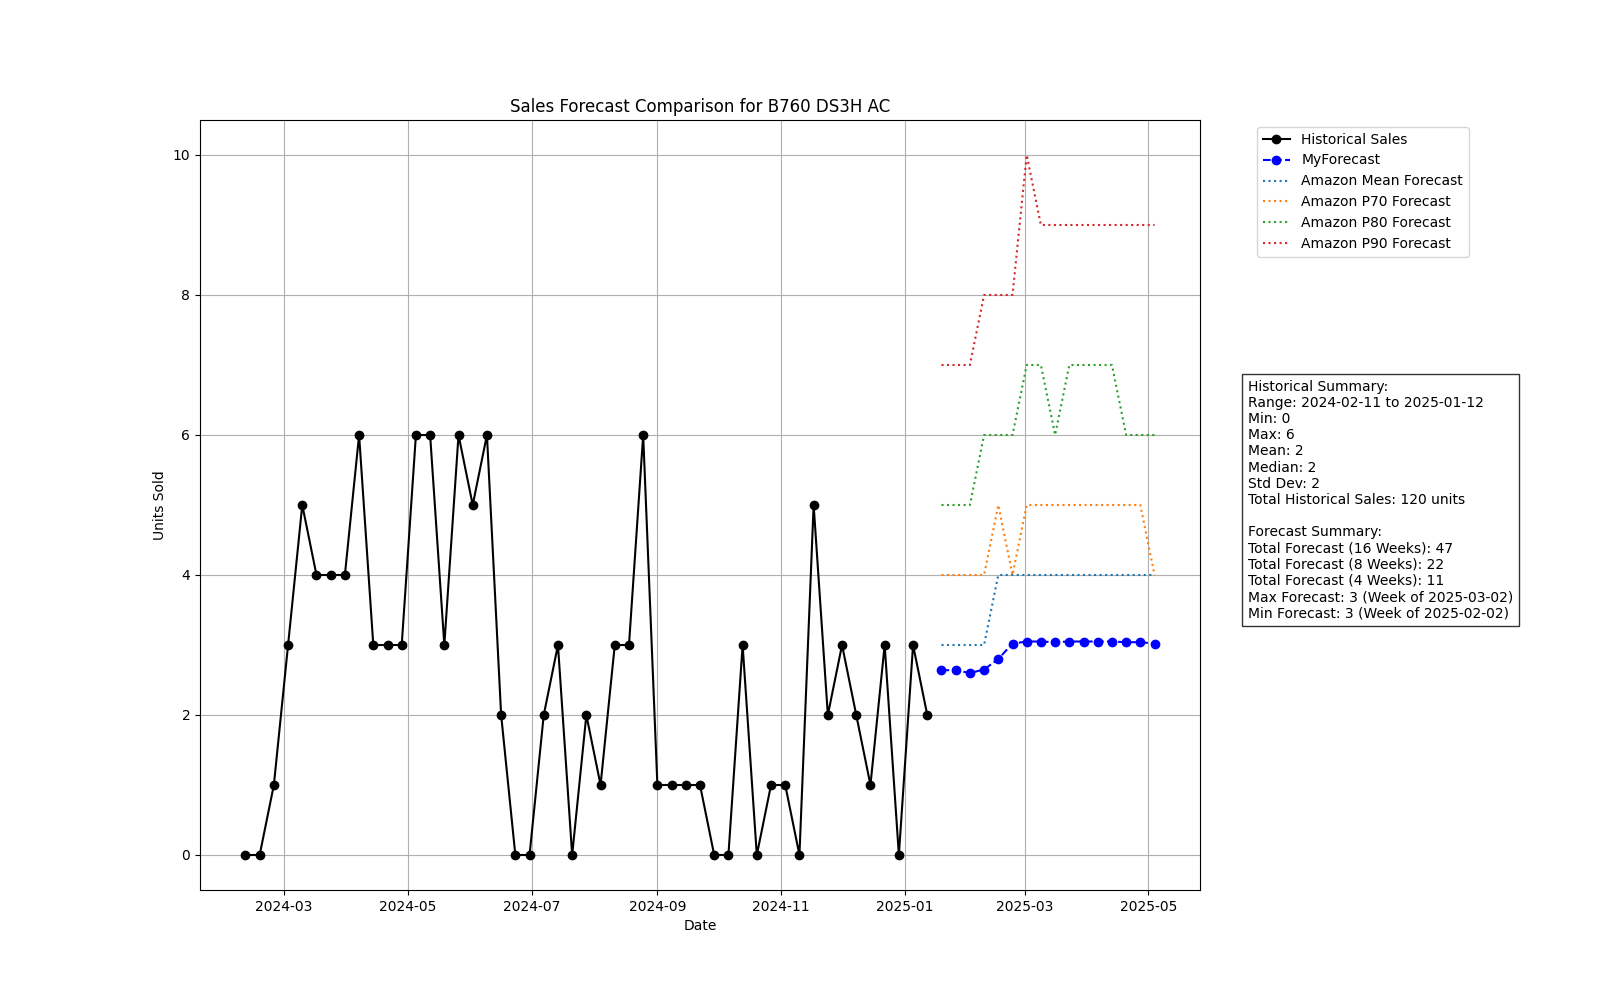 Sales Forecast Comparison for B760 DS3H AC
Historical Sales
MyForecast
Amazon Mean Forecast
Amazon P70 Forecast
Amazon P80 Forecast
Amazon P90 Forecast
10
8
6
4
2
0
Units Sold
2024-03
2024-05
2024-07
2024-09
2024-11
2025-01
2025-03
2025-05
Date
Historical Summary:
Range: 2024-02-11 to 2025-01-12
Min: 0
Max: 6
Mean: 2
Median: 2
Std Dev: 2
Total Historical Sales: 120 units
Forecast Summary:
Total Forecast (16 Weeks): 47
Total Forecast (8 Weeks): 22
Total Forecast (4 Weeks): 11
Max Forecast: 3 (Week of 2025-03-02)
Min Forecast: 3 (Week of 2025-02-02)